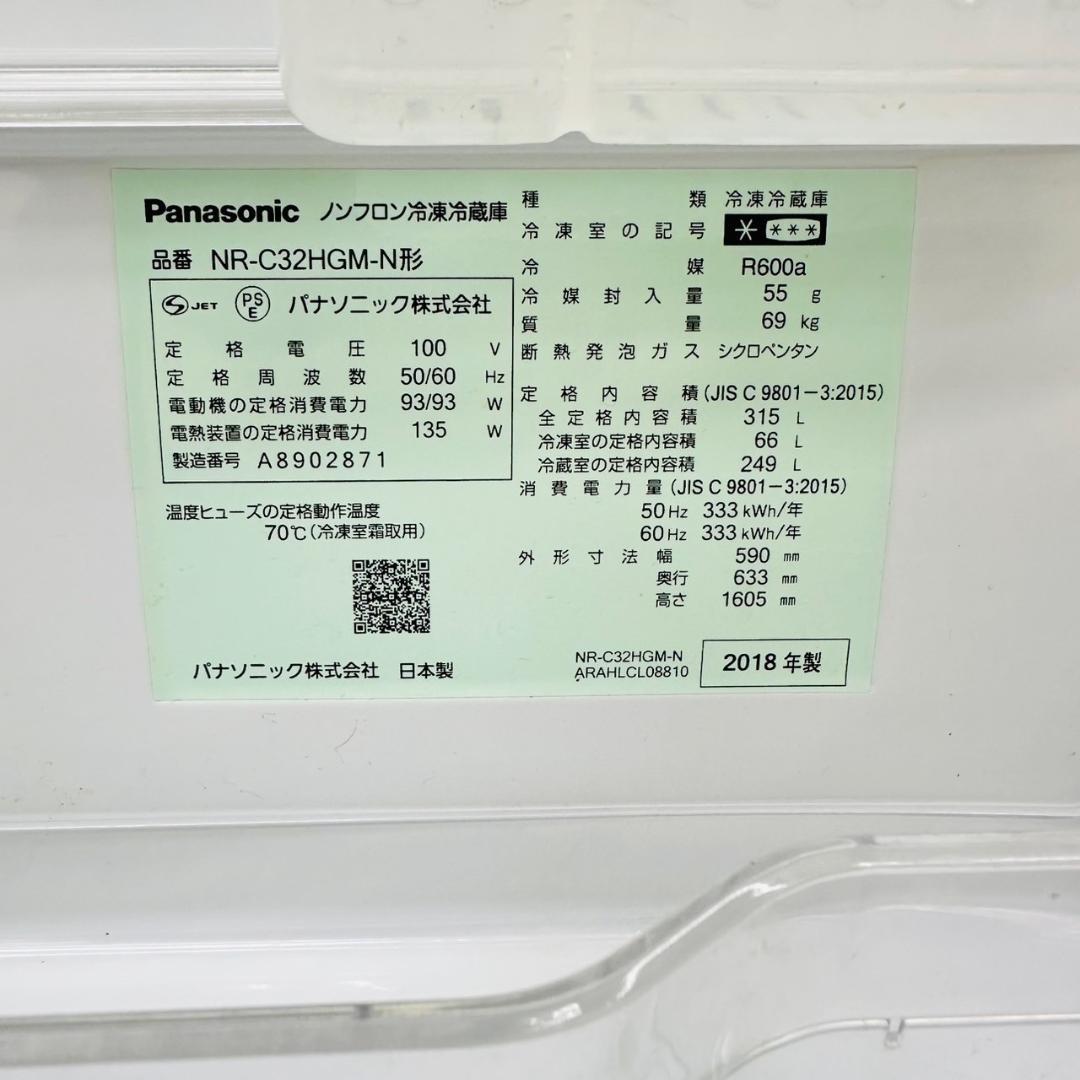 Panasonic ノンフロン冷凍冷蔵庫
品番 NR-C32HGM-N形
S JET PSE パナソニック株式会社
定格電圧 100 V
定格周波数 50/60 Hz
電動機の定格消費電力 93/93 W
電熱装置の定格消費電力 135 W
製造番号 A8902871
温度ヒューズの定格動作温度
70℃(冷凍室霜取用)
パナソニック株式会社 日本製
種類 冷凍冷蔵庫
冷凍室の記号 * ***
冷媒 R600a
冷媒封入量 55 g
質量 69 kg
断熱発泡ガス シクロペンタン
定格内容積(JIS C 9801-3:2015)
全定格内容積 315 L
冷凍室の定格内容積 66 L
冷蔵室の定格内容積 249 L
消費電力量(JIS C 9801-3:2015)
50Hz 333 kWh/年
60Hz 333 kWh/年
外形寸法 幅 590 mm
奥行 633 mm
高さ 1605 mm
NR-C32HGM-N
ARAHLCL08810
2018年製